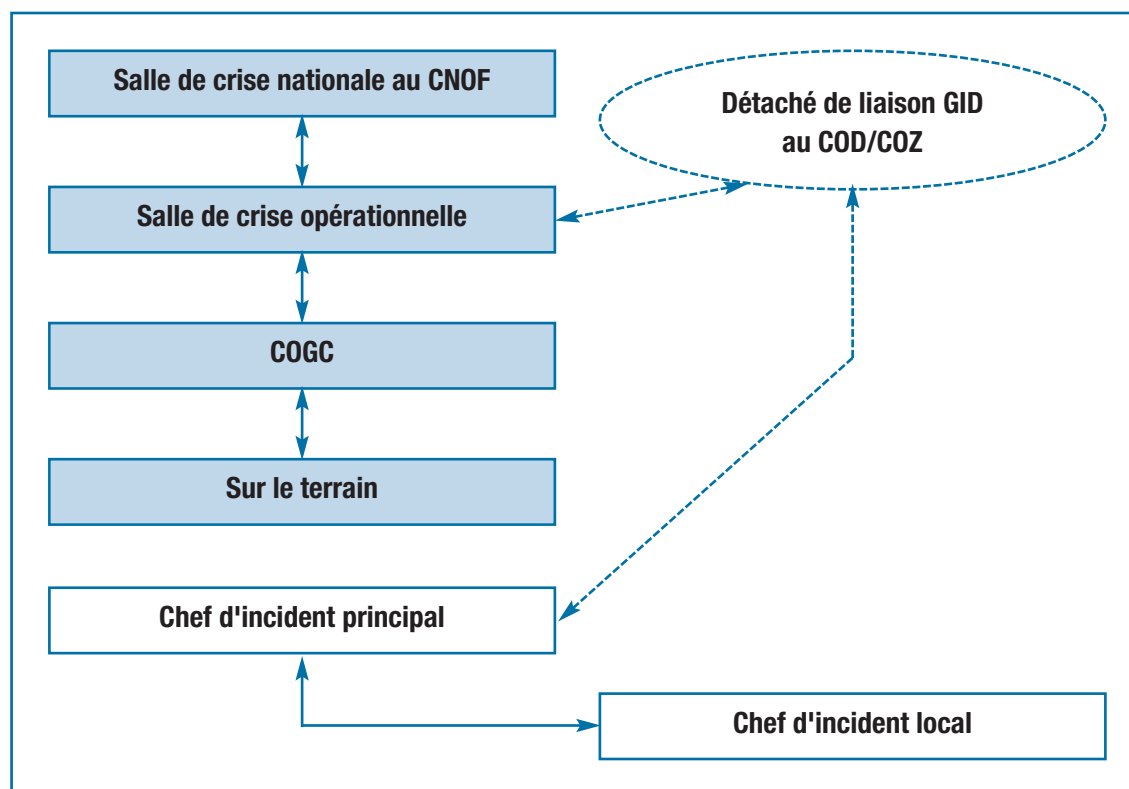 Salle de crise nationale au CNOF
Détaché de liaison GID
au COD/COZ
Salle de crise opérationnelle
COGC
Sur le terrain
Chef d'incident principal
Chef d'incident local